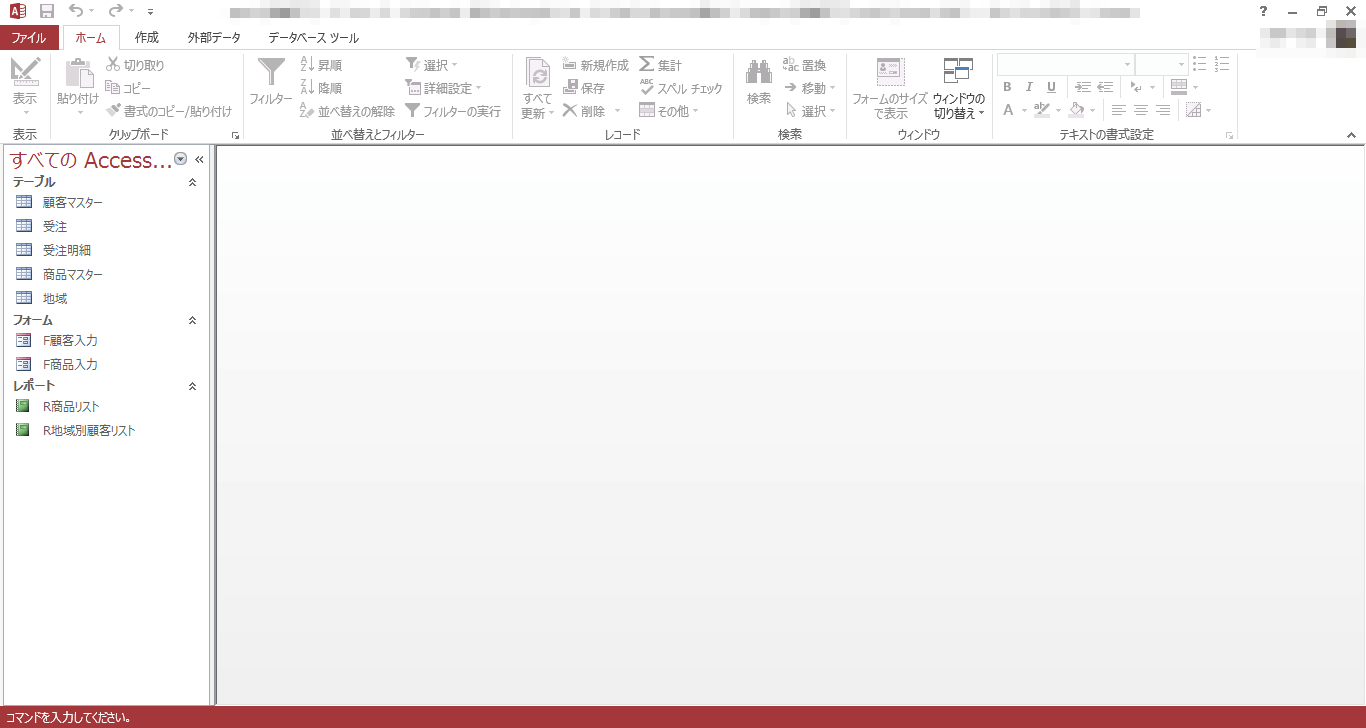 ?
ファイル ホーム 作成 外部データ データベース ツール
表示
表示
貼り付け
切り取り
コピー
書式のコピー/貼り付け
クリップボード
フィルター
昇順
降順
並べ替えの解除
選択
詳細設定
フィルターの実行
並べ替えとフィルター
すべて
更新
新規作成
保存
削除
集計
スペル チェック
その他
レコード
検索
置換
移動
選択
検索
フォームのサイズ
で表示
ウィンドウの
切り替え
ウィンドウ
B I U
A
テキストの書式設定
すべての Access...
テーブル
顧客マスター
受注
受注明細
商品マスター
地域
フォーム
F顧客入力
F商品入力
レポート
R商品リスト
R地域別顧客リスト
コマンドを入力してください。